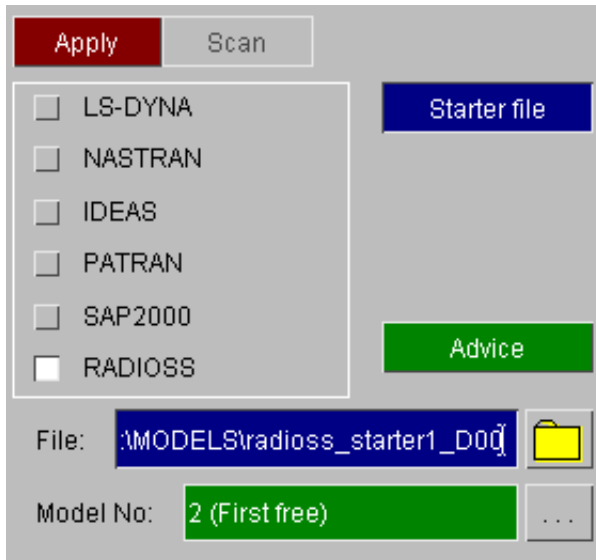 Apply Scan
LS-DYNA
Starter file
NASTRAN
IDEAS
PATRAN
SAP2000
Advice
RADIOSS
File: :\MODELS\radioss_starter1_D00
Model No: 2 (First free) ...